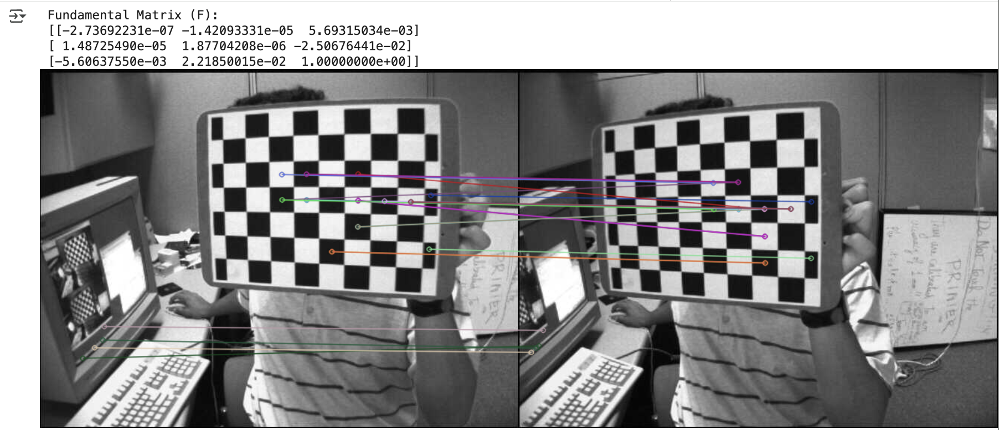 Fundamental Matrix (F):
[[-2.73692231e-07 -1.42093331e-05  5.69315034e-03]
[ 1.48725490e-05  1.87704208e-06 -2.50676441e-02]
[-5.60637550e-03  2.21850015e-02  1.00000000e+00]]
PRINTER
Do Not Touch the
PRINTER